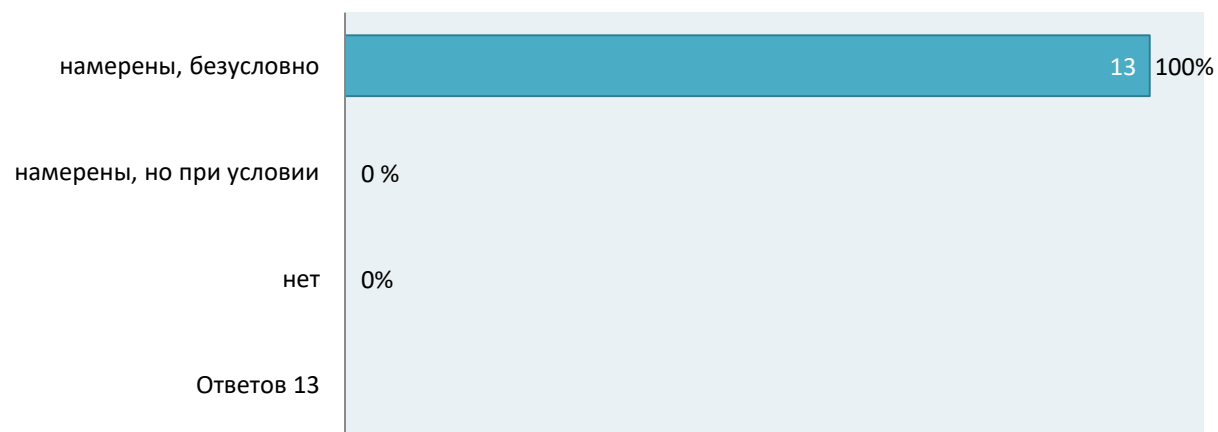 намерены, безусловно 13 100%
намерены, но при условии 0 %
нет 0%
Ответов 13